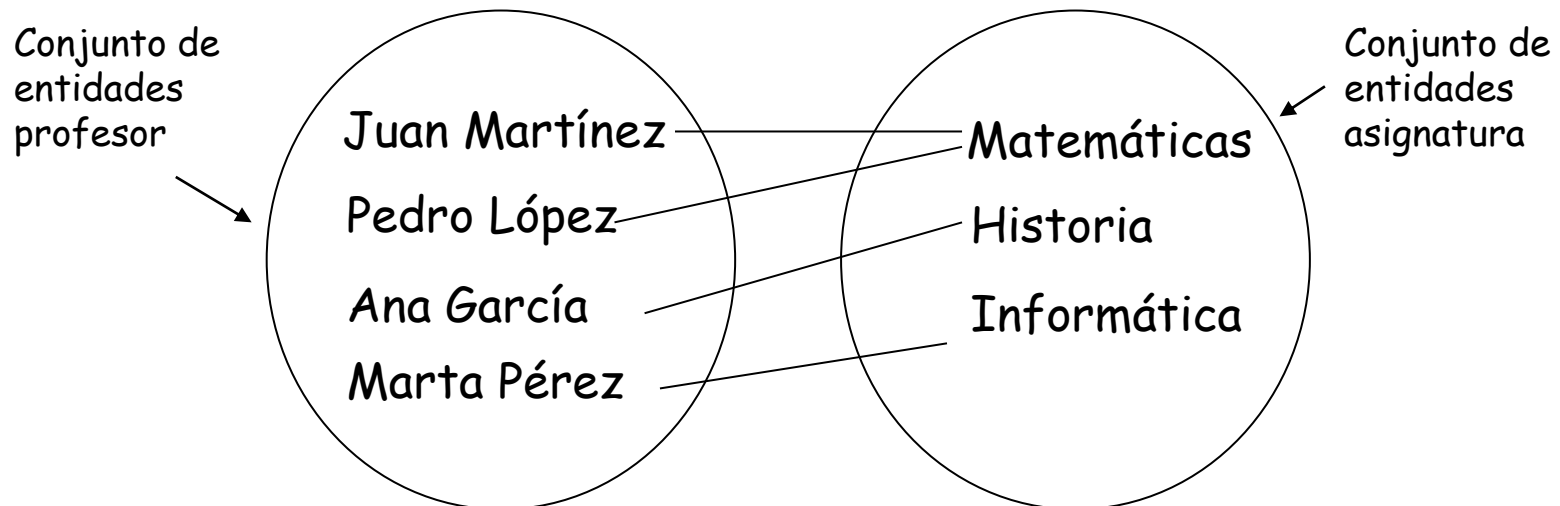 Conjunto de
entidades
profesor
Juan Martínez
Pedro López
Ana García
Marta Pérez
Matemáticas
Historia
Informática
Conjunto de
entidades
asignatura